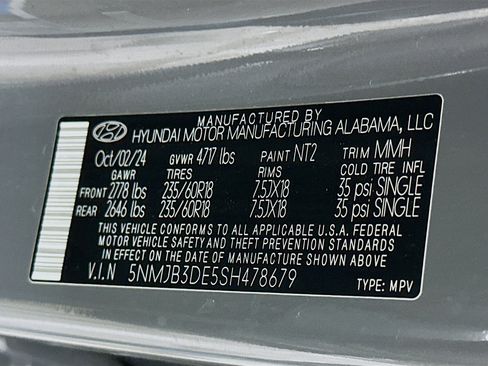 MANUFACTURED BY
HYUNDAI MOTOR MANUFACTURING ALABAMA, LLC
Oct/02/24 GVWR 4717 lbs PAINT NT2 TRIM MMH
GAWR TIRES RIMS COLD TIRE INFL
FRONT 2778 lbs 235/60R18 7.5JX18 35 psi SINGLE
REAR 2646 lbs 235/60R18 7.5JX18 35 psi SINGLE
THIS VEHICLE CONFORMS TO ALL APPLICABLE U.S.A. FEDERAL
MOTOR VEHICLE SAFETY AND THEFT PREVENTION STANDARDS
IN EFFECT ON THE DATE OF MANUFACTURE SHOWN ABOVE.
V.I.N 5NMJB3DE5SH478679 TYPE: MPV